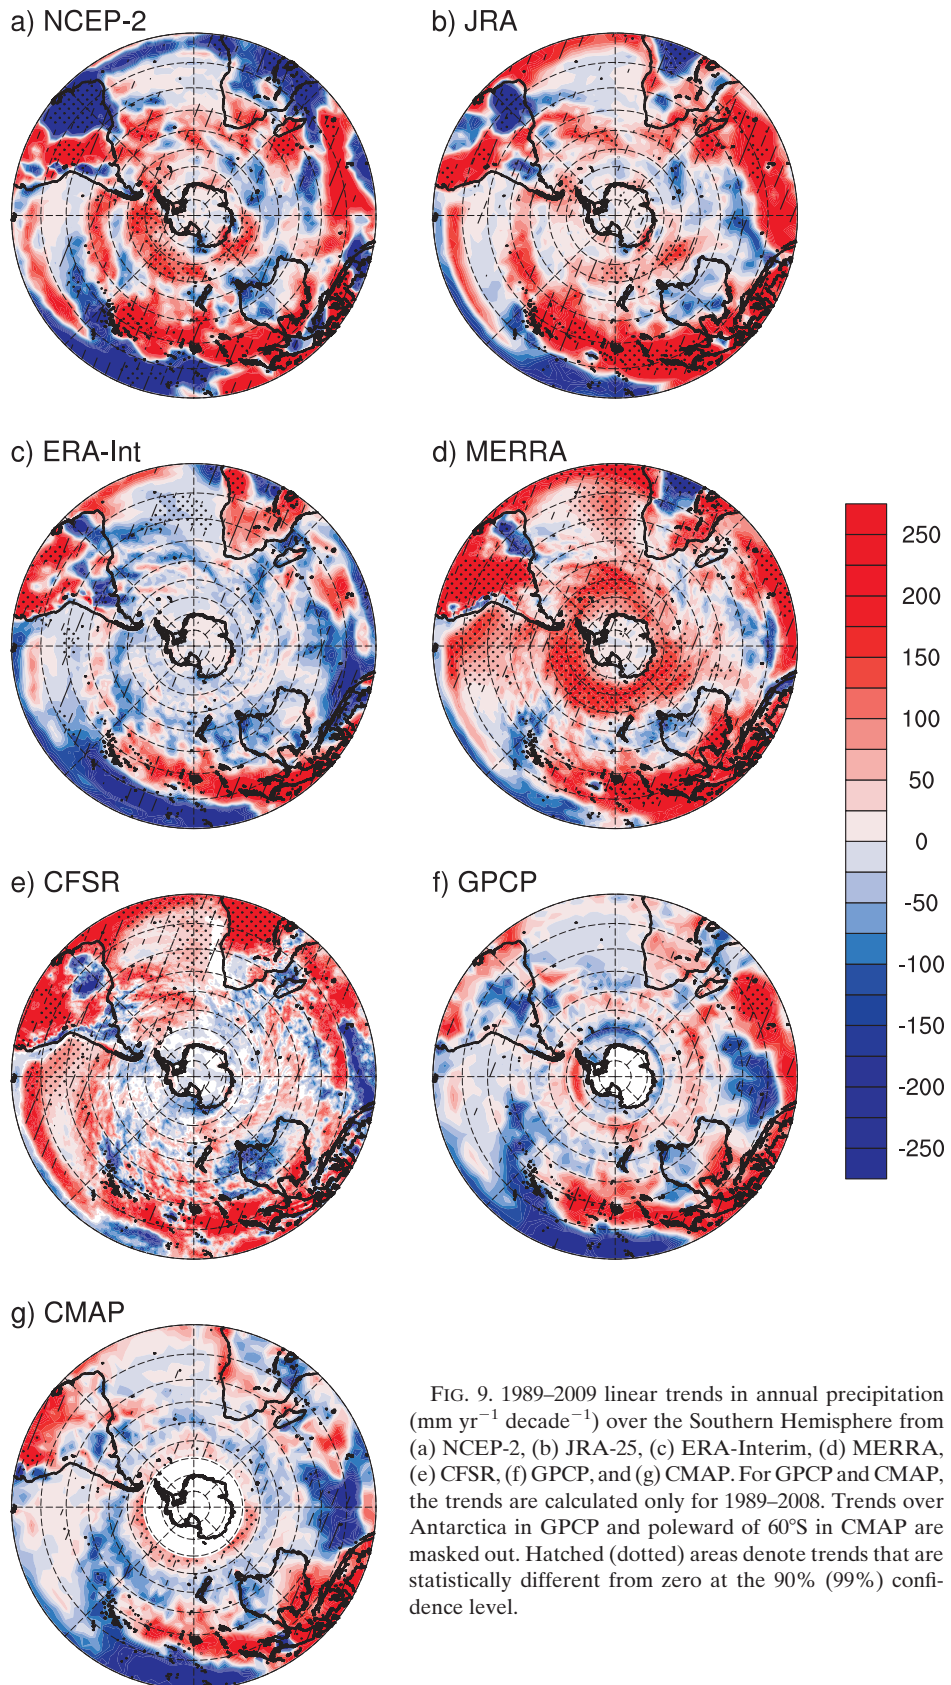 a) NCEP-2
b) JRA
c) ERA-Int
d) MERRA
250
200
150
100
50
0
-50
-100
-150
-200
-250
e) CFSR
f) GPCP
g) CMAP
FIG. 9. 1989–2009 linear trends in annual precipitation
(mm yr⁻¹ decade⁻¹) over the Southern Hemisphere from
(a) NCEP-2, (b) JRA-25, (c) ERA-Interim, (d) MERRA,
(e) CFSR, (f) GPCP, and (g) CMAP. For GPCP and CMAP,
the trends are calculated only for 1989–2008. Trends over
Antarctica in GPCP and poleward of 60°S in CMAP are
masked out. Hatched (dotted) areas denote trends that are
statistically different from zero at the 90% (99%) confi-
dence level.